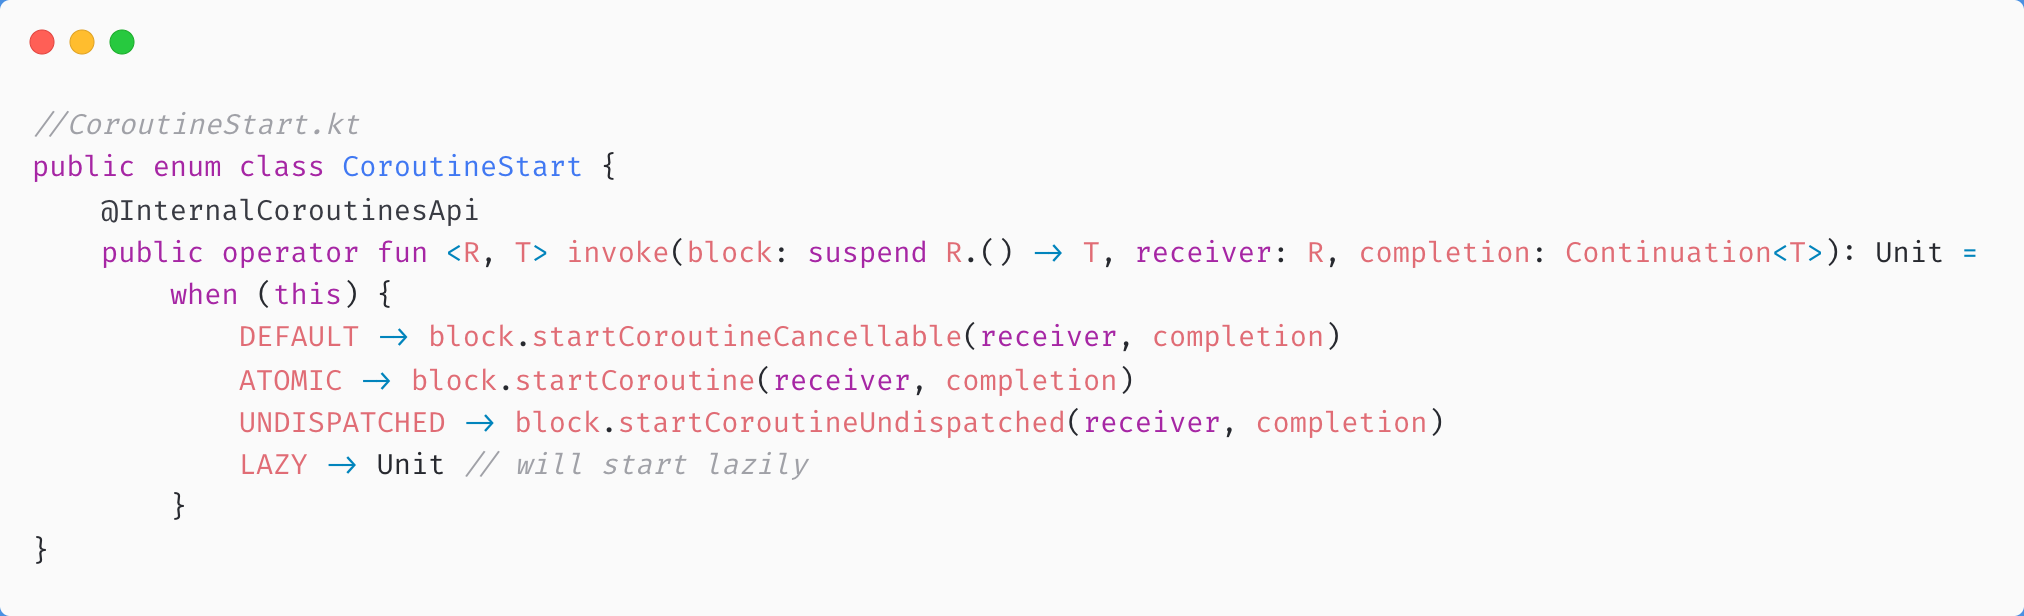 //CoroutineStart.kt
public enum class CoroutineStart {
    @InternalCoroutinesApi
    public operator fun <R, T> invoke(block: suspend R.() -> T, receiver: R, completion: Continuation<T>): Unit =
        when (this) {
            DEFAULT -> block.startCoroutineCancellable(receiver, completion)
            ATOMIC -> block.startCoroutine(receiver, completion)
            UNDISPATCHED -> block.startCoroutineUndispatched(receiver, completion)
            LAZY -> Unit // will start lazily
        }
}